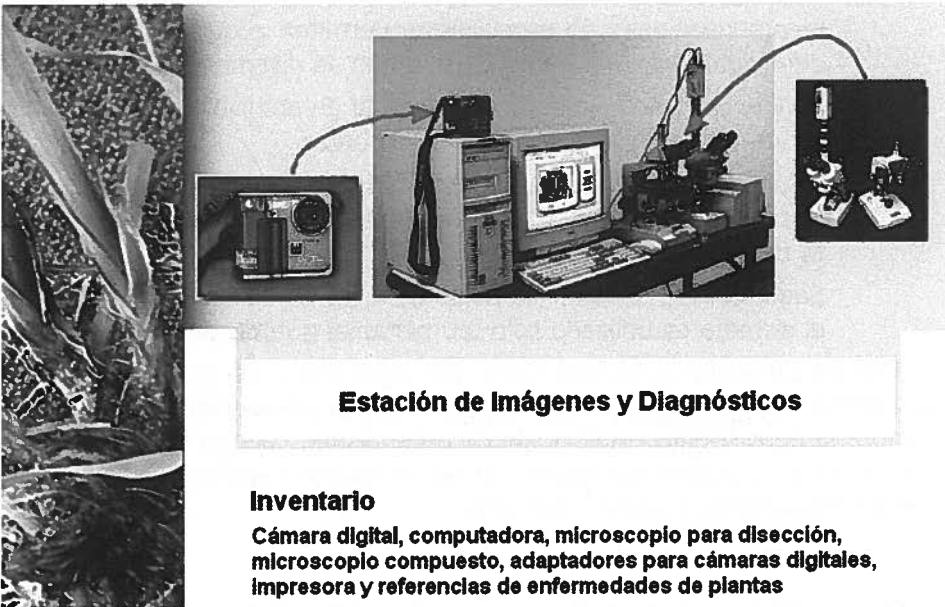 Estación de Imágenes y Diagnósticos
Inventario
Cámara digital, computadora, microscopio para disección,
microscopio compuesto, adaptadores para cámaras digitales,
impresora y referencias de enfermedades de plantas